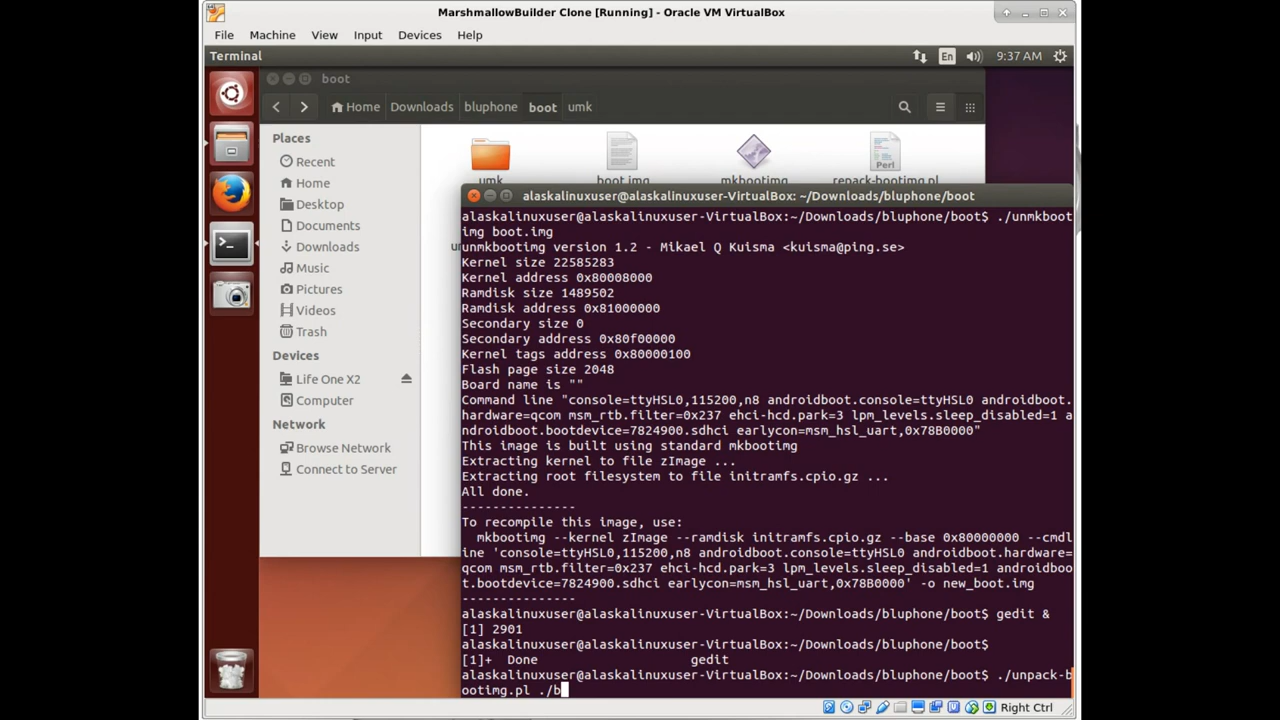 MarshmallowBuilder Clone [Running] - Oracle VM VirtualBox
File Machine View Input Devices Help
Terminal En 9:37 AM
boot
Home Downloads bluphone boot umk
Places
Recent
Home
Desktop
Documents
Downloads
Music
Pictures
Videos
Trash
Devices
Life One X2
Computer
Network
Browse Network
Connect to Server
Perl
umk boot.img mkbootimg repack-bootimg.pl
alaskalinuxuser@alaskalinuxuser-VirtualBox: ~/Downloads/bluphone/boot
alaskalinuxuser@alaskalinuxuser-VirtualBox:~/Downloads/bluphone/boot$ ./unmkboot
img boot.img
unmkbootimg version 1.2 - Mikael Q Kuisma <kuisma@ping.se>
Kernel size 22585283
Kernel address 0x80008000
Ramdisk size 1489502
Ramdisk address 0x81000000
Secondary size 0
Secondary address 0x80f00000
Kernel tags address 0x80000100
Flash page size 2048
Board name is ""
Command line "console=ttyHSL0,115200,n8 androidboot.console=ttyHSL0 androidboot.
hardware=qcom msm_rtb.filter=0x237 ehci-hcd.park=3 lpm_levels.sleep_disabled=1 a
ndroidboot.bootdevice=7824900.sdhci earlycon=msm_hsl_uart,0x78B0000"
This image is built using standard mkbootimg
Extracting kernel to file zImage ...
Extracting root filesystem to file initramfs.cpio.gz ...
All done.
---------------
To recompile this image, use:
mkbootimg --kernel zImage --ramdisk initramfs.cpio.gz --base 0x80000000 --cmdl
ine 'console=ttyHSL0,115200,n8 androidboot.console=ttyHSL0 androidboot.hardware=
qcom msm_rtb.filter=0x237 ehci-hcd.park=3 lpm_levels.sleep_disabled=1 androidboo
t.bootdevice=7824900.sdhci earlycon=msm_hsl_uart,0x78B0000' -o new_boot.img
---------------
alaskalinuxuser@alaskalinuxuser-VirtualBox:~/Downloads/bluphone/boot$ gedit &
[1] 2901
alaskalinuxuser@alaskalinuxuser-VirtualBox:~/Downloads/bluphone/boot$
[1]+ Done gedit
alaskalinuxuser@alaskalinuxuser-VirtualBox:~/Downloads/bluphone/boot$ ./unpack-b
ootimg.pl ./b
Right Ctrl